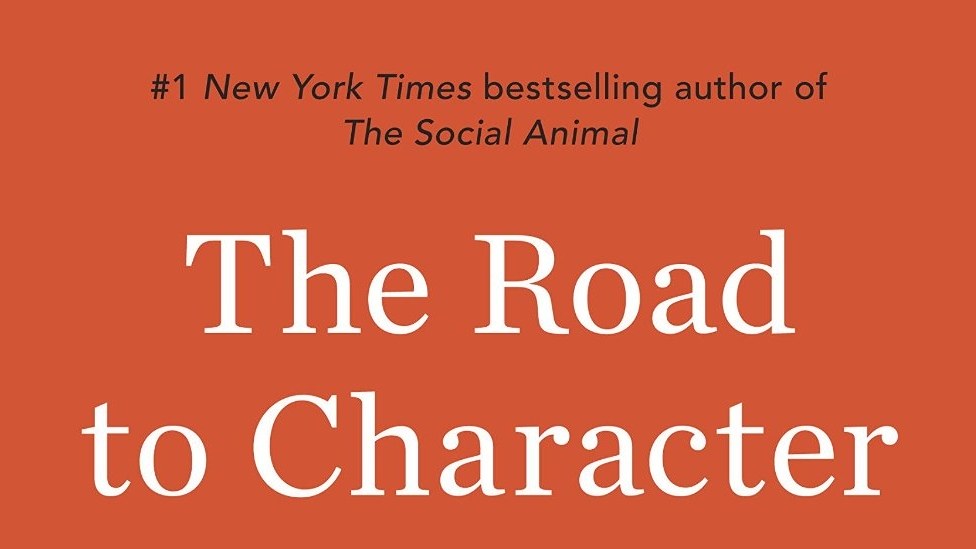 #1 New York Times bestselling author of
The Social Animal
The Road
to Character